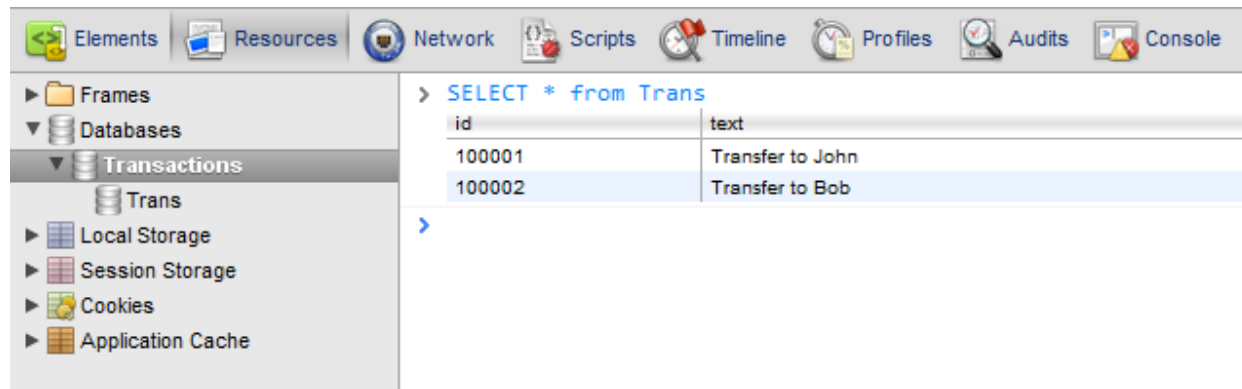 Elements Resources Network Scripts Timeline Profiles Audits Console
Frames
Databases
Transactions
Trans
Local Storage
Session Storage
Cookies
Application Cache
> SELECT * from Trans
id text
100001 Transfer to John
100002 Transfer to Bob
>